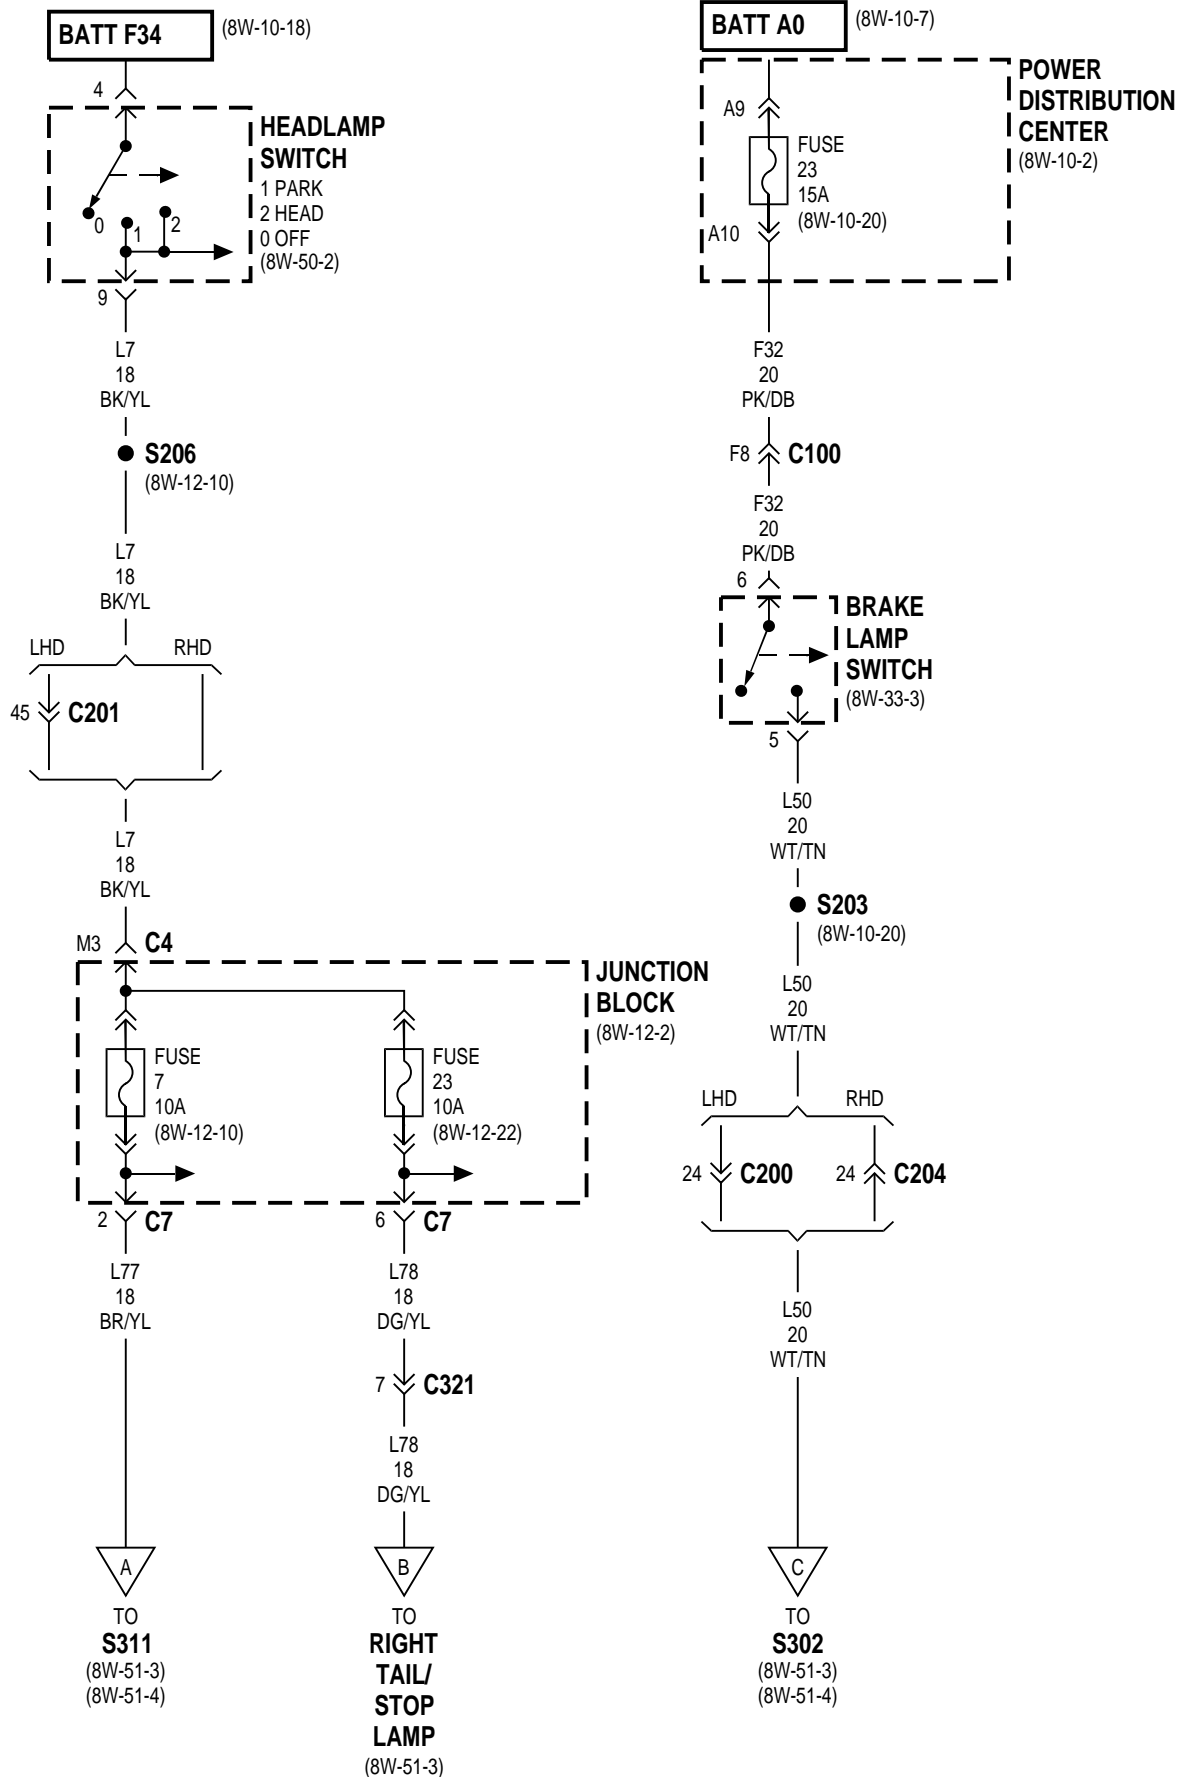 BATT F34
(8W-10-18)
4
HEADLAMP
SWITCH
1 PARK
2 HEAD
0 OFF
(8W-50-2)
0
1
2
9
L7
18
BK/YL
S206
(8W-12-10)
L7
18
BK/YL
LHD
RHD
45
C201
L7
18
BK/YL
M3
C4
JUNCTION
BLOCK
(8W-12-2)
FUSE
7
10A
(8W-12-10)
FUSE
23
10A
(8W-12-22)
2
C7
6
C7
L77
18
BR/YL
L78
18
DG/YL
7
C321
L78
18
DG/YL
A
TO
S311
(8W-51-3)
(8W-51-4)
B
TO
RIGHT
TAIL/
STOP
LAMP
(8W-51-3)
BATT A0
(8W-10-7)
POWER
DISTRIBUTION
CENTER
(8W-10-2)
A9
FUSE
23
15A
(8W-10-20)
A10
F32
20
PK/DB
F8
C100
F32
20
PK/DB
6
BRAKE
LAMP
SWITCH
(8W-33-3)
5
L50
20
WT/TN
S203
(8W-10-20)
L50
20
WT/TN
LHD
RHD
24
C200
24
C204
L50
20
WT/TN
C
TO
S302
(8W-51-3)
(8W-51-4)